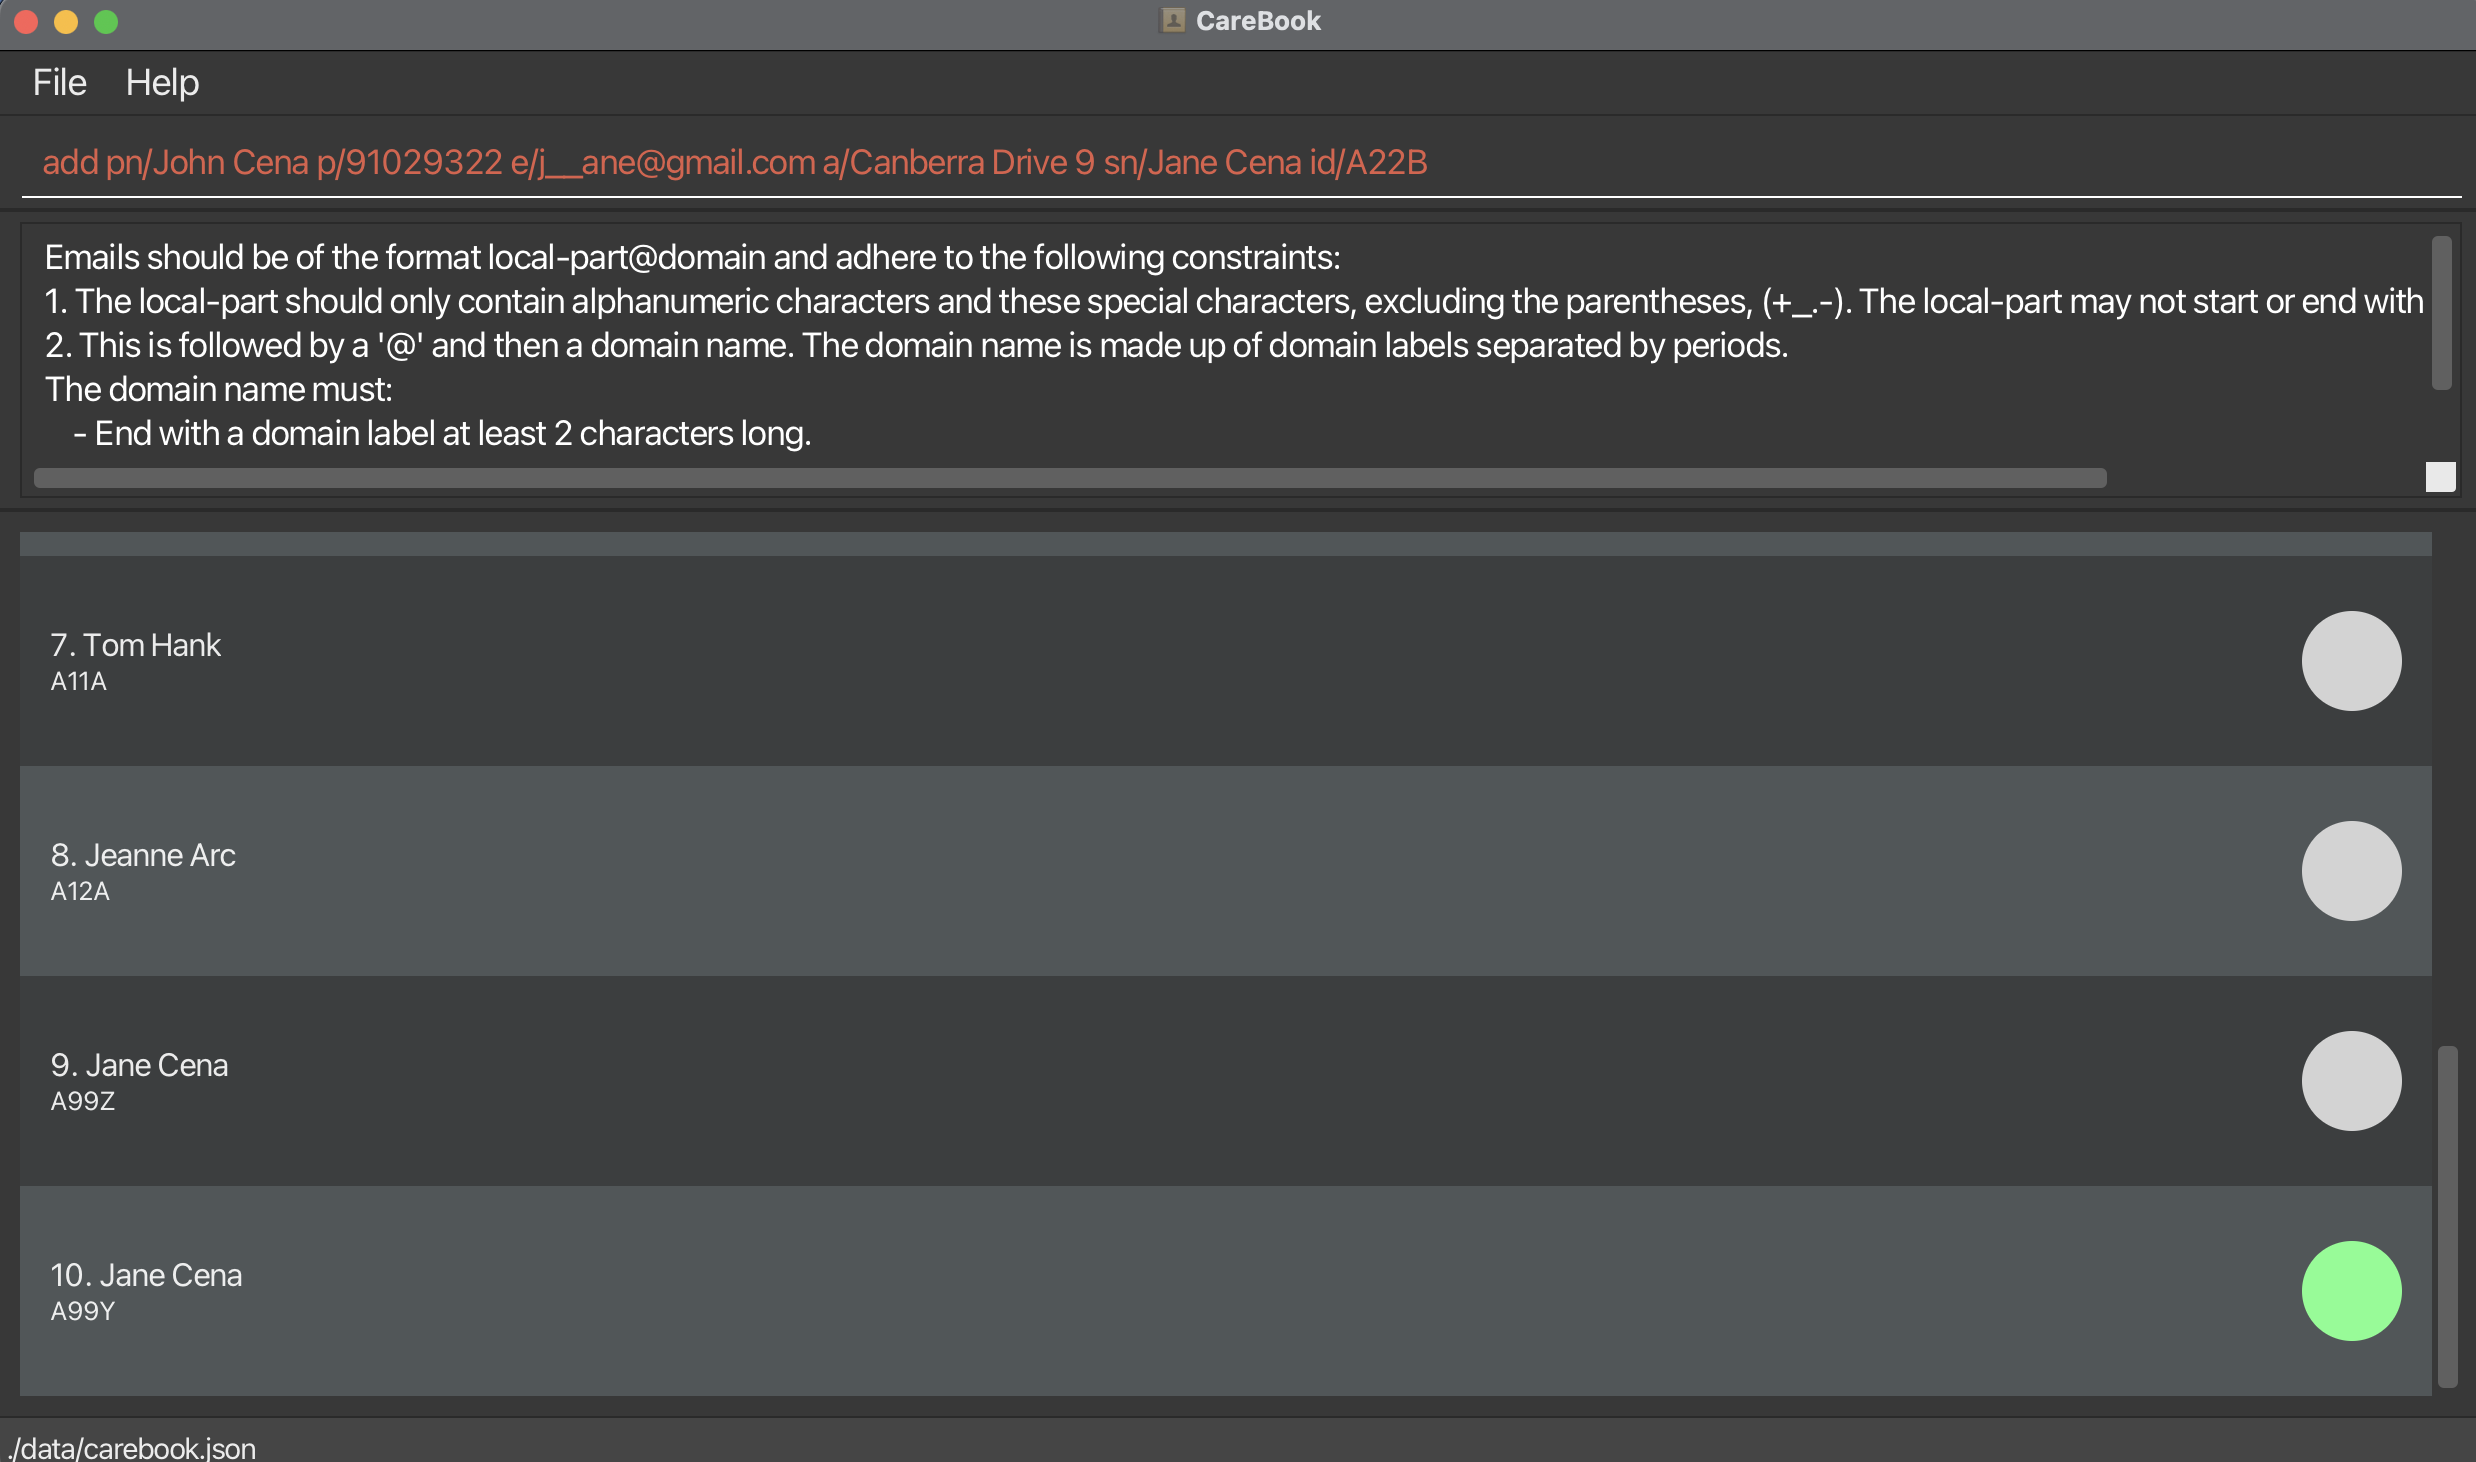 CareBook
File Help
add pn/John Cena p/91029322 e/j__ane@gmail.com a/Canberra Drive 9 sn/Jane Cena id/A22B
Emails should be of the format local-part@domain and adhere to the following constraints:
1. The local-part should only contain alphanumeric characters and these special characters, excluding the parentheses, (+_.-). The local-part may not start or end with
2. This is followed by a '@' and then a domain name. The domain name is made up of domain labels separated by periods.
The domain name must:
- End with a domain label at least 2 characters long.
7. Tom Hank
A11A
8. Jeanne Arc
A12A
9. Jane Cena
A99Z
10. Jane Cena
A99Y
./data/carebook.json